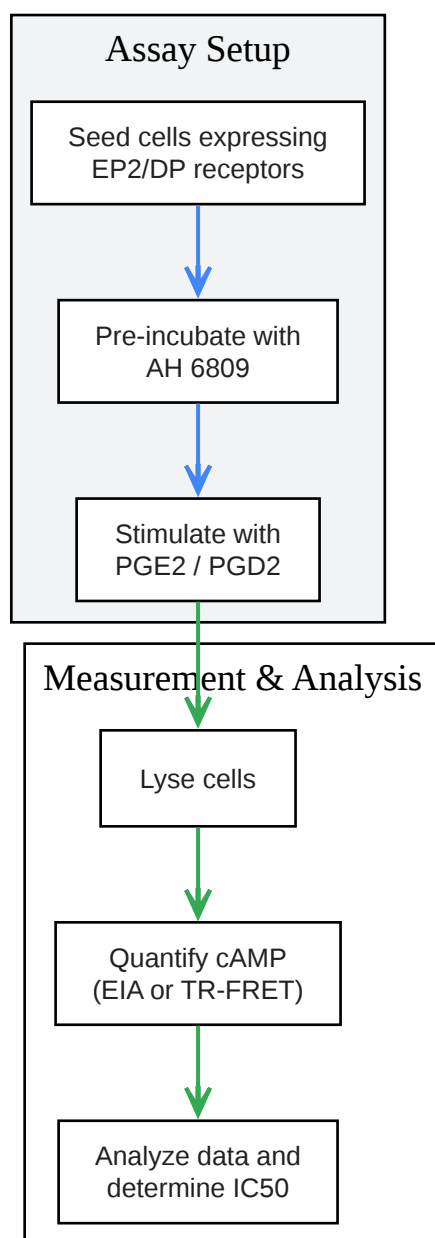 Assay Setup
Seed cells expressing
EP2/DP receptors
Pre-incubate with
AH 6809
Stimulate with
PGE2 / PGD2
Measurement & Analysis
Lyse cells
Quantify cAMP
(EIA or TR-FRET)
Analyze data and
determine IC50